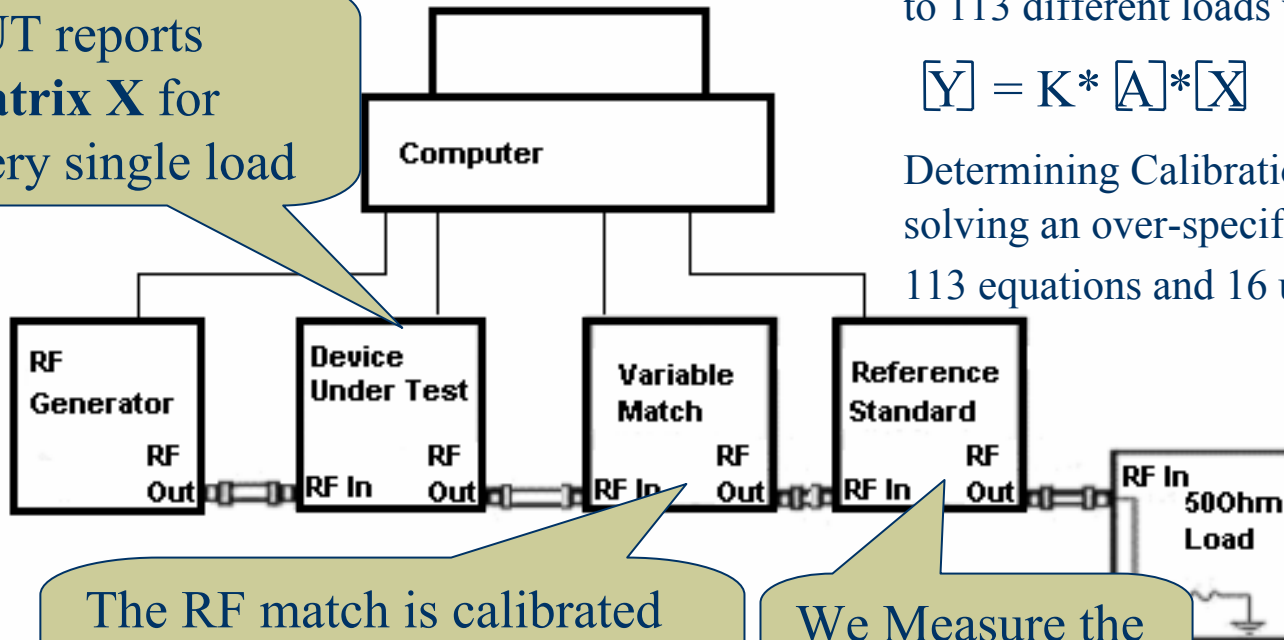 UT reports
atrix X for
ery single load
to 113 different loads
[Y] = K* [A]*[X]
Determining Calibratio
solving an over-specif
113 equations and 16 u
Computer
RF
Generator
RF
Out
Device
Under Test
RF
RF In
Out
Variable
Match
RF
RF In
Out
Reference
Standard
RF
RF In
Out
RF In
50Ohm
Load
The RF match is calibrated
We Measure the